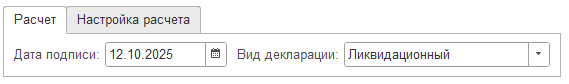 Расчет Настройка расчета
Дата подписи: 12.10.2025 Вид декларации: Ликвидационный